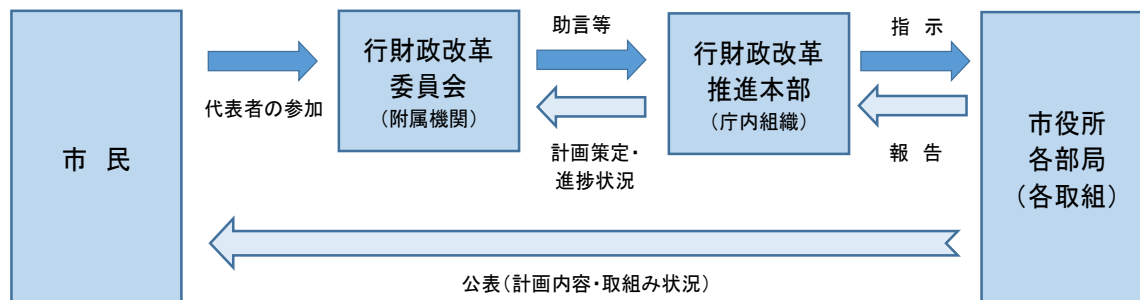 市 民
代表者の参加
行財政改革
委員会
(附属機関)
助言等
計画策定・
進捗状況
行財政改革
推進本部
(庁内組織)
指 示
報 告
市役所
各部局
(各取組)
公表(計画内容・取組み状況)